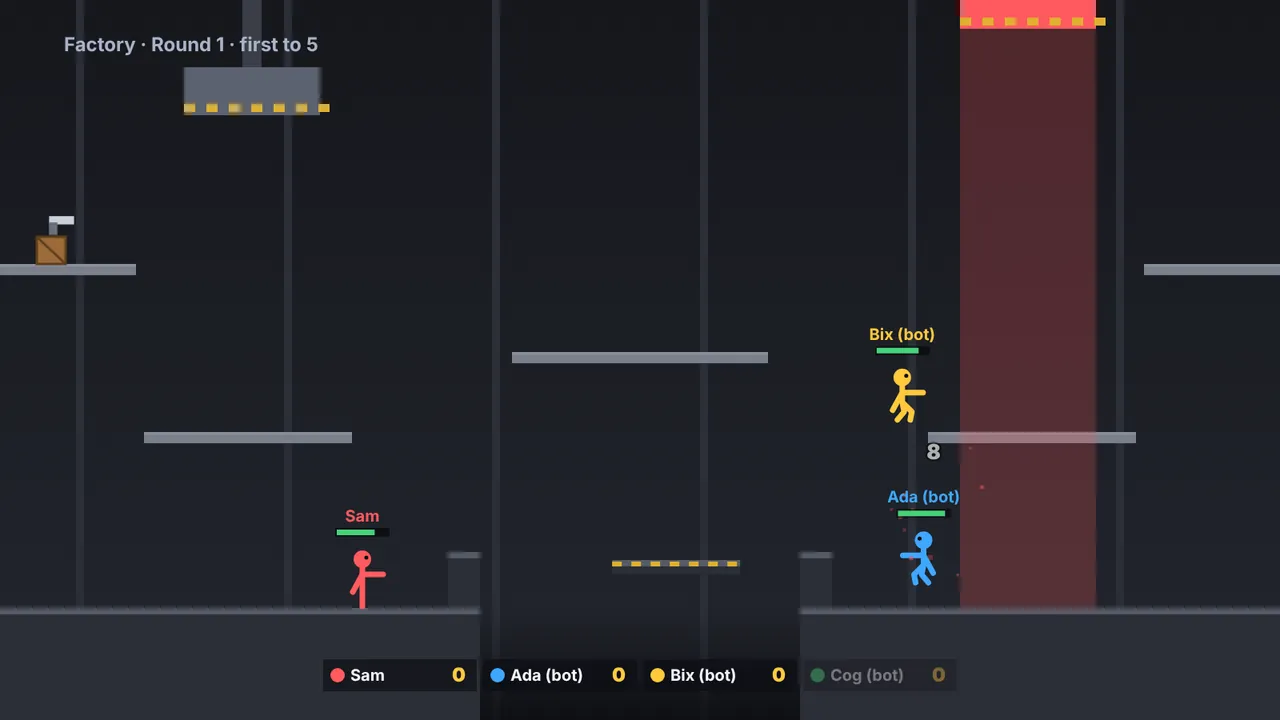 Factory · Round 1 · first to 5
Bix (bot)
8
Ada (bot)
Sam
Sam 0
Ada (bot) 0
Bix (bot) 0
Cog (bot) 0